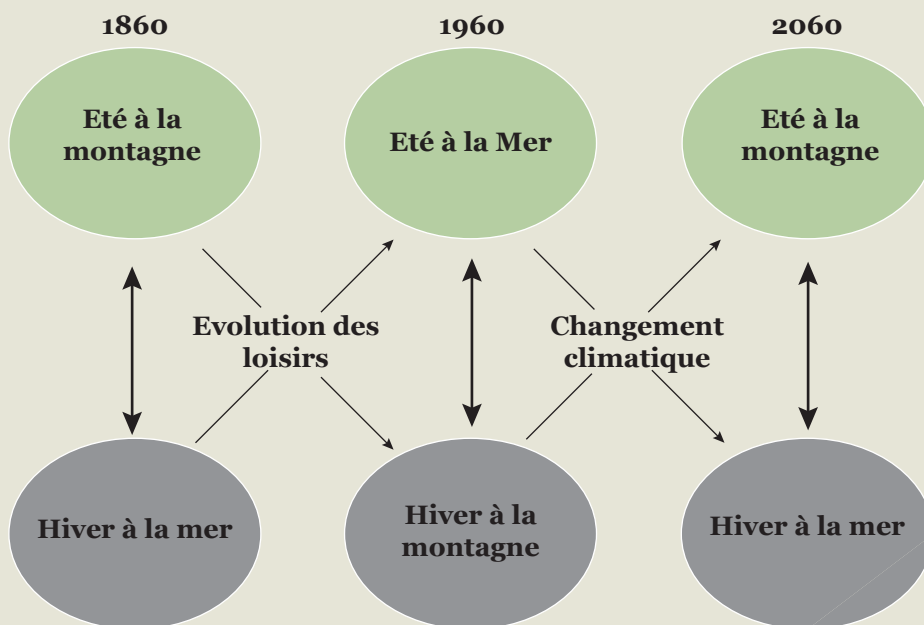 1860
1960
2060
Eté à la
montagne
Eté à la Mer
Eté à la
montagne
Evolution des
loisirs
Changement
climatique
Hiver à la mer
Hiver à la
montagne
Hiver à la mer